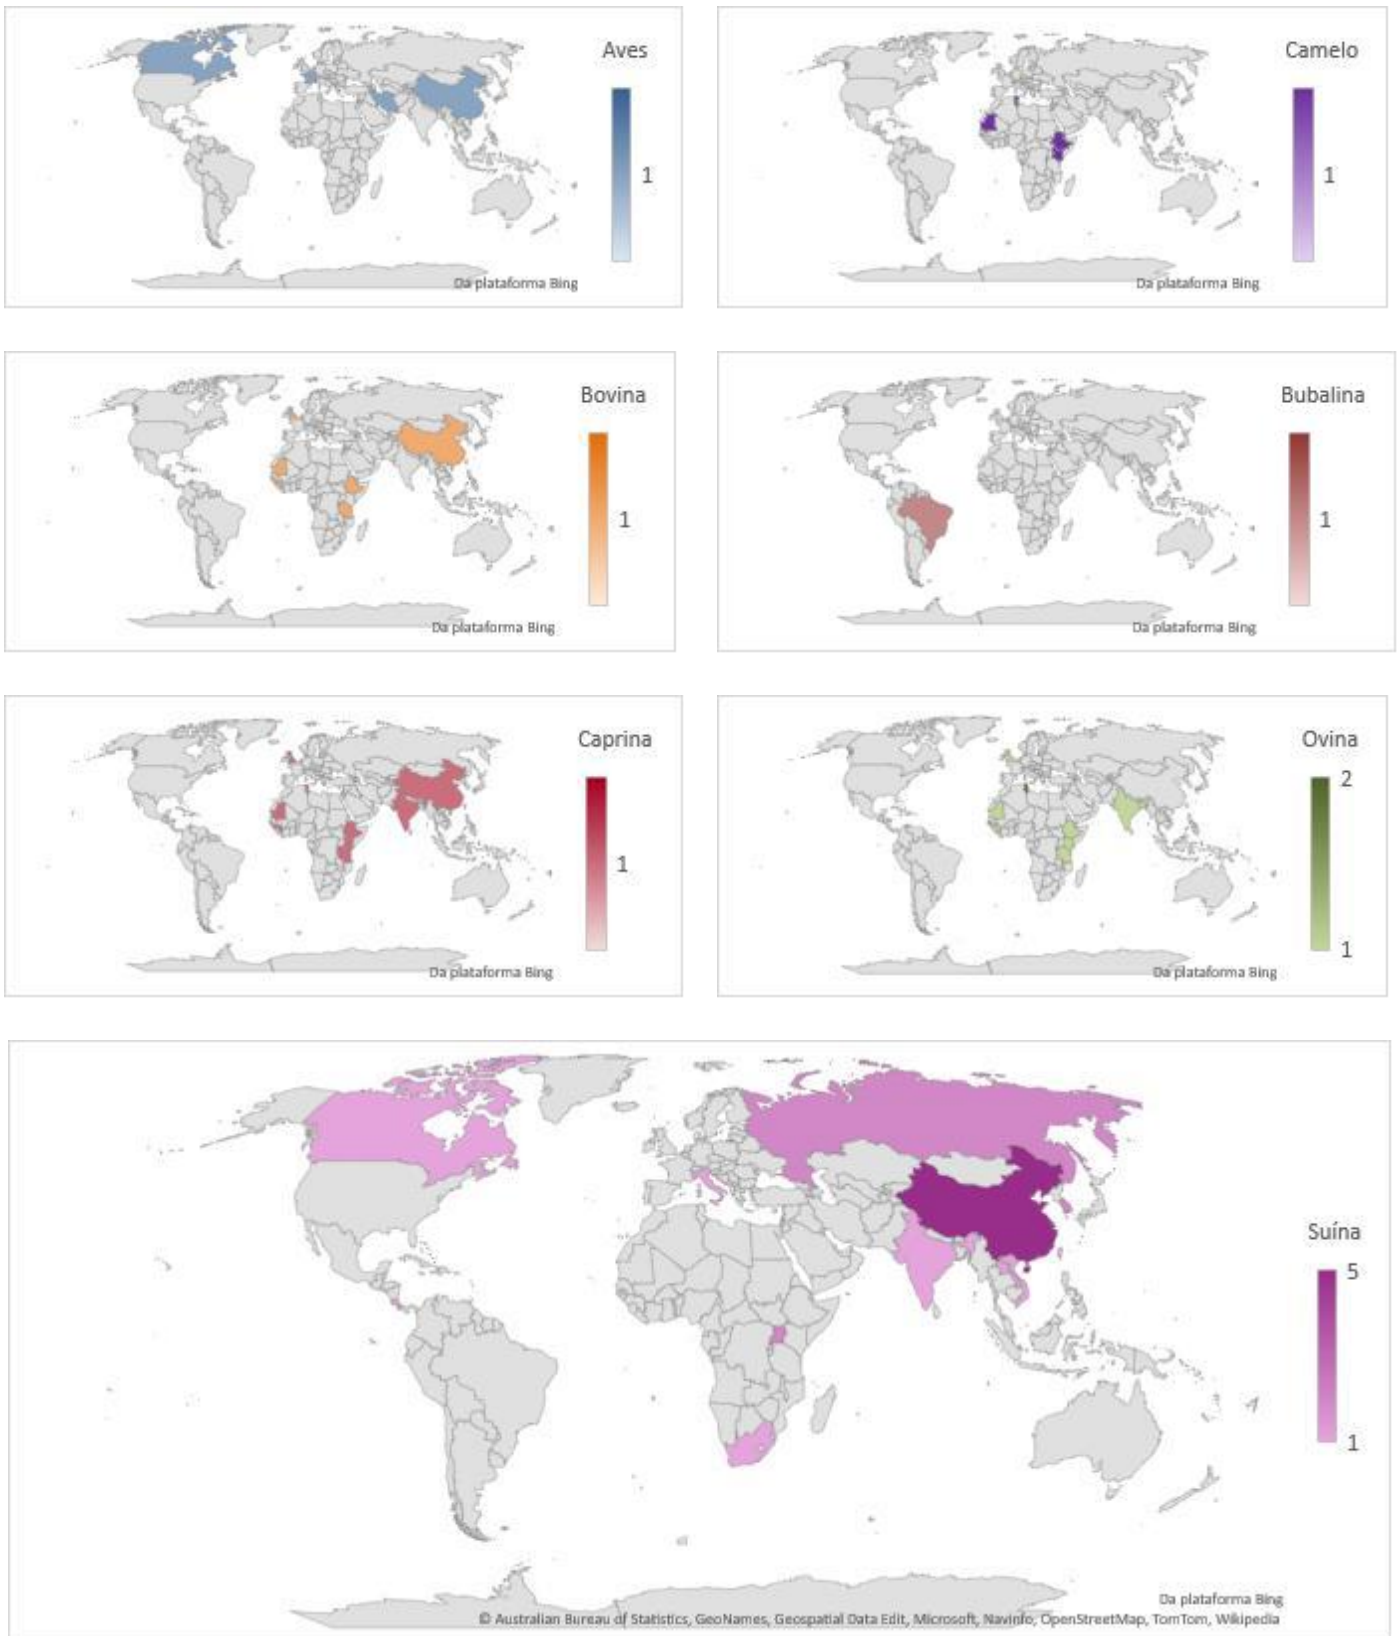 Aves
1
Da plataforma Bing
Camelo
1
Da plataforma Bing
Bovina
1
Da plataforma Bing
Bubalina
1
Da plataforma Bing
Caprina
1
Da plataforma Bing
Ovina
2
1
Da plataforma Bing
Suína
5
1
Da plataforma Bing
© Australian Bureau of Statistics, GeoNames, Geospatial Data Edit, Microsoft, Navinfo, OpenStreetMap, TomTom, Wikipedia